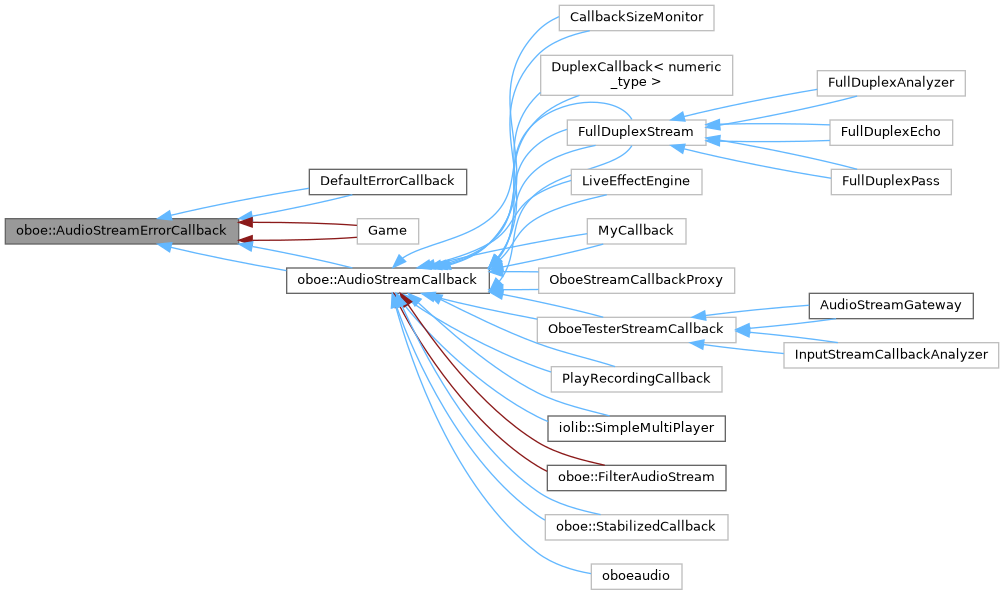 oboe::AudioStreamErrorCallback
DefaultErrorCallback
Game
oboe::AudioStreamCallback
CallbackSizeMonitor
DuplexCallback< numeric
_type >
FullDuplexStream
FullDuplexAnalyzer
FullDuplexEcho
FullDuplexPass
LiveEffectEngine
MyCallback
OboeStreamCallbackProxy
OboeTesterStreamCallback
AudioStreamGateway
InputStreamCallbackAnalyzer
PlayRecordingCallback
iolib::SimpleMultiPlayer
oboe::FilterAudioStream
oboe::StabilizedCallback
oboeaudio